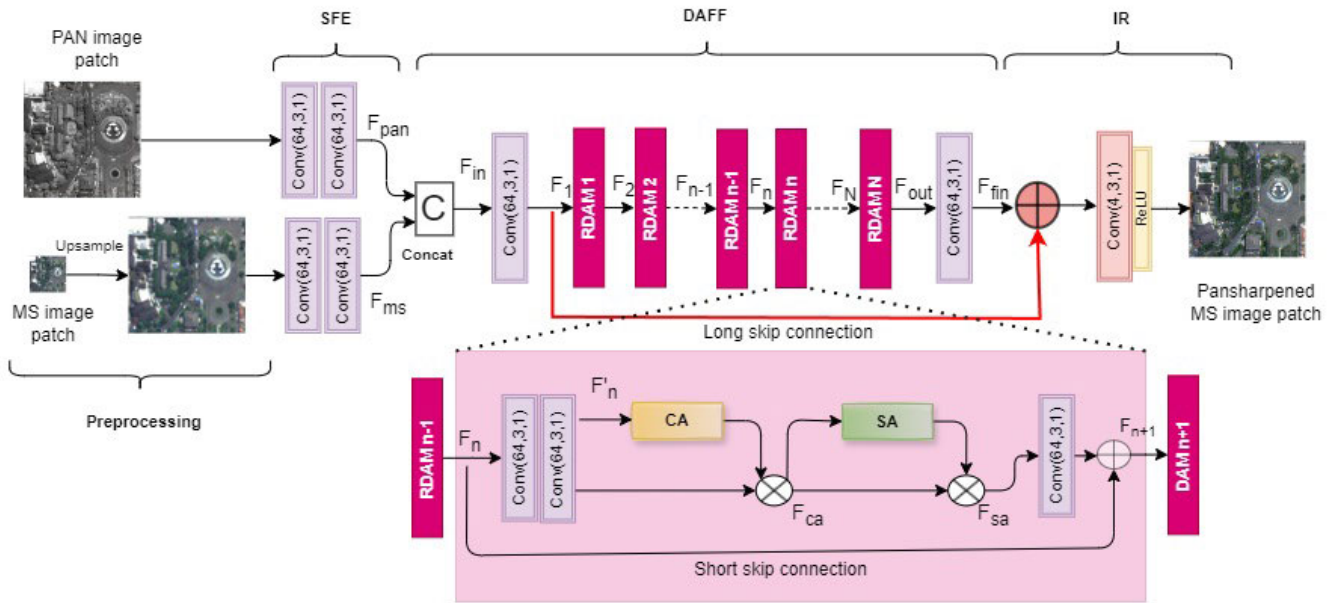 SFE
DAFF
IR
PAN image
patch
Conv(64,3,1)
Conv(64,3,1)
Fpan
Upsample
MS image
patch
Conv(64,3,1)
Conv(64,3,1)
Fms
Preprocessing
C
Concat
Fin
Conv(64,3,1)
F1
RDAM 1
F2
RDAM 2
Fn-1
RDAM n-1
Fn
RDAM n
FN
RDAM N
Fout
Conv(64,3,1)
Ffin
Conv(4,3,1)
ReLU
Pansharpened
MS image patch
Long skip connection
RDAM n-1
Fn
Conv(64,3,1)
Conv(64,3,1)
F'n
CA
Fca
SA
Fsa
Conv(64,3,1)
Fn+1
DAM n+1
Short skip connection